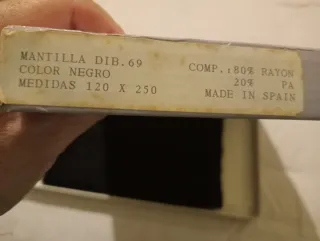 MANTILLA DIB.69
COLOR NEGRO
MEDIDAS 120 X 250
COMP.:80% RAYON
20% PA
MADE IN SPAIN